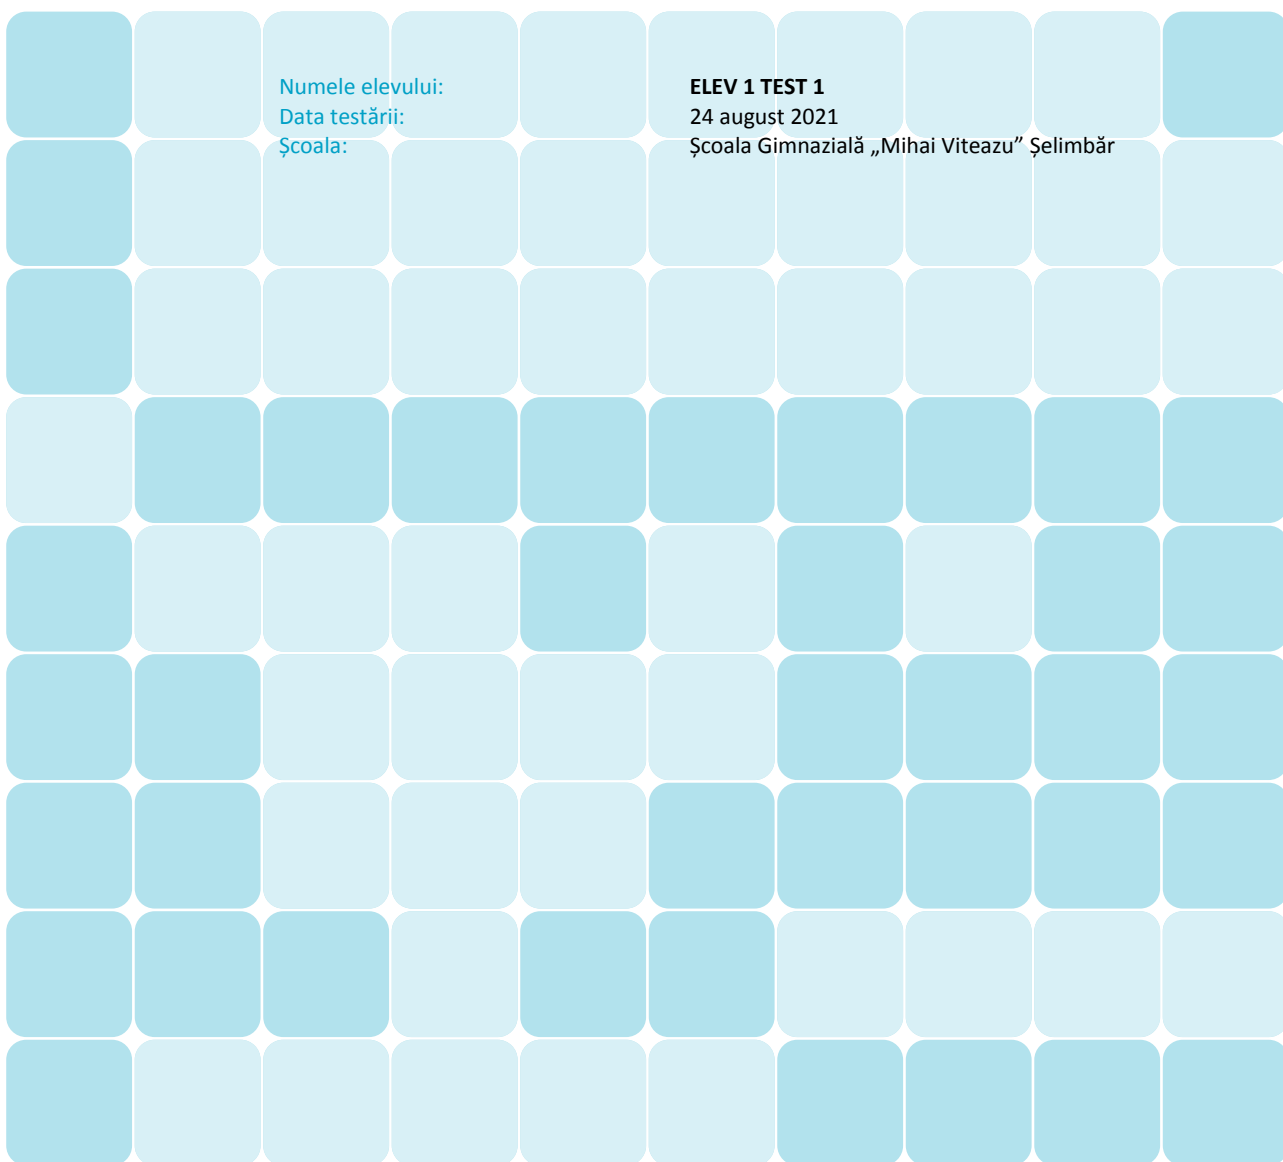 Numele elevului: ELEV 1 TEST 1
Data testării: 24 august 2021
Școala: Școala Gimnazială „Mihai Viteazu” Șelimbăr